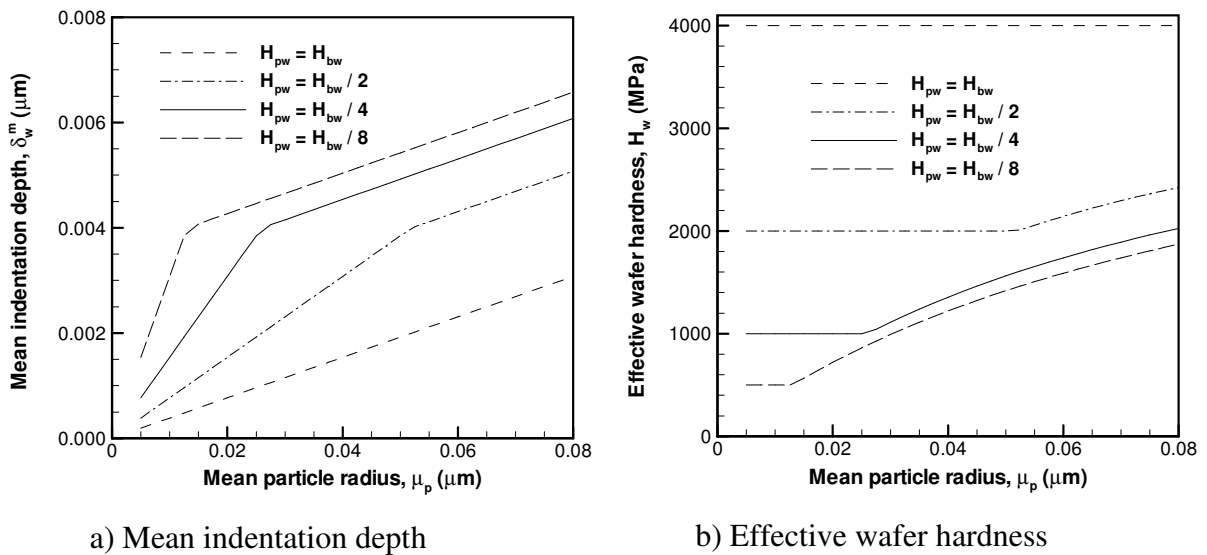 0.008
0.006
0.004
0.002
0.000
0
0.02
0.04
0.06
0.08
Mean indentation depth, δ_w^m (μm)
H_pw = H_bw
H_pw = H_bw / 2
H_pw = H_bw / 4
H_pw = H_bw / 8
Mean particle radius, μ_p (μm)
a) Mean indentation depth
4000
3000
2000
1000
0
0
0.02
0.04
0.06
0.08
Effective wafer hardness, H_w (MPa)
H_pw = H_bw
H_pw = H_bw / 2
H_pw = H_bw / 4
H_pw = H_bw / 8
Mean particle radius, μ_p (μm)
b) Effective wafer hardness